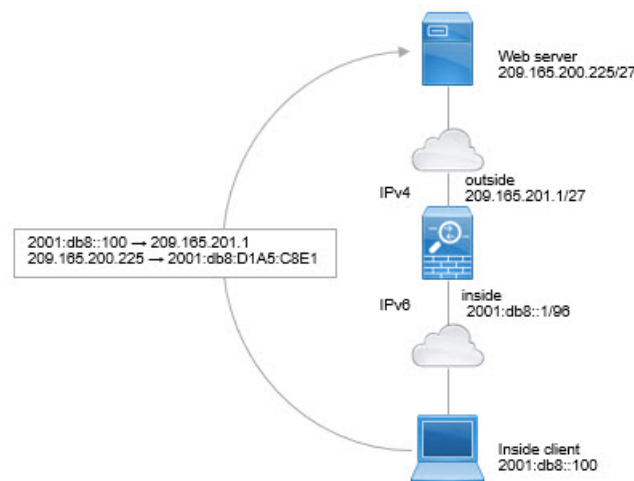 Web server
209.165.200.225/27
outside
209.165.201.1/27
IPv4
2001:db8::100 → 209.165.201.1
209.165.200.225 → 2001:db8:D1A5:C8E1
IPv6
inside
2001:db8::1/96
Inside client
2001:db8::100